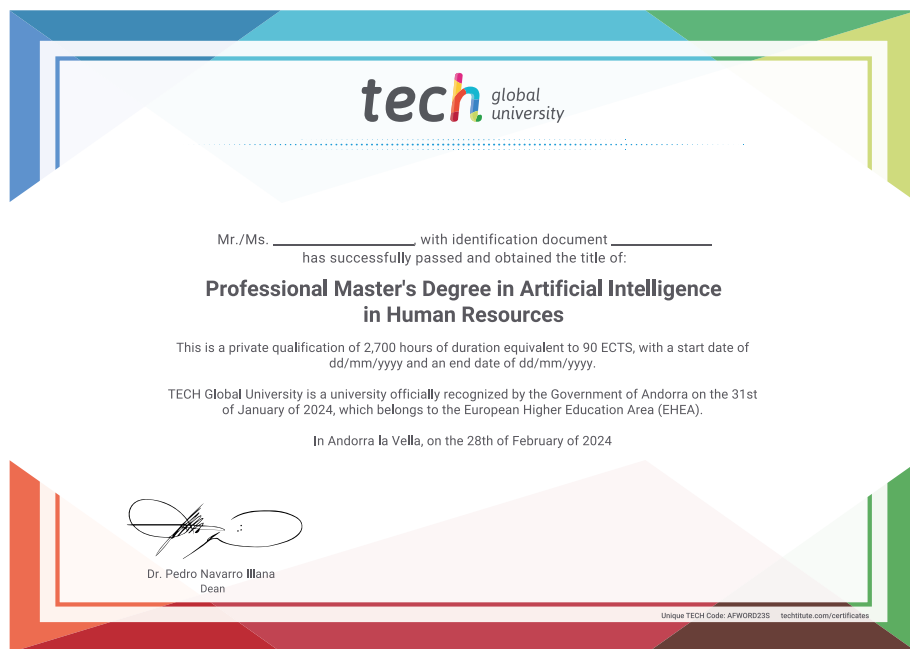 tech global
university
Mr./Ms. ____________, with identification document ____________
has successfully passed and obtained the title of:
Professional Master's Degree in Artificial Intelligence
in Human Resources
This is a private qualification of 2,700 hours of duration equivalent to 90 ECTS, with a start date of
dd/mm/yyyy and an end date of dd/mm/yyyy.
TECH Global University is a university officially recognized by the Government of Andorra on the 31st
of January of 2024, which belongs to the European Higher Education Area (EHEA).
In Andorra la Vella, on the 28th of February of 2024
Dr. Pedro Navarro Illana
Dean
Unique TECH Code: AFWORD23S techtitute.com/certificates